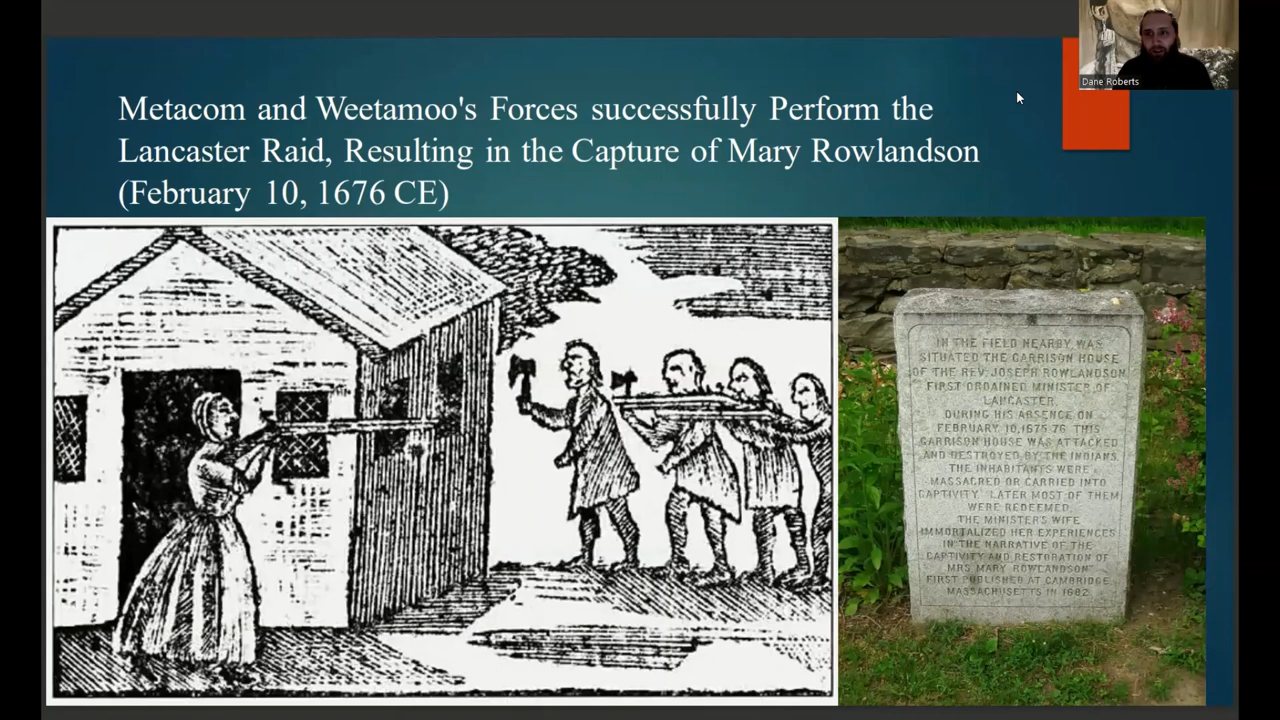 Metacom and Weetamoo's Forces successfully Perform the
Lancaster Raid, Resulting in the Capture of Mary Rowlandson
(February 10, 1676 CE)
Dane Roberts
IN THE FIELD NEARBY WAS
SITUATED THE GARRISON HOUSE
OF THE REV. JOSEPH ROWLANDSON
FIRST ORDAINED MINISTER OF
LANCASTER.
DURING HIS ABSENCE ON
FEBRUARY 10, 1675-76 THIS
GARRISON HOUSE WAS ATTACKED
AND DESTROYED BY THE INDIANS.
THE INHABITANTS WERE
MASSACRED OR CARRIED INTO
CAPTIVITY. LATER MOST OF THEM
WERE REDEEMED.
THE MINISTER'S WIFE
IMMORTALIZED HER EXPERIENCES
IN THE NARRATIVE OF THE
CAPTIVITY AND RESTORATION OF
MRS. MARY ROWLANDSON
FIRST PUBLISHED AT CAMBRIDGE,
MASSACHUSETTS IN 1682